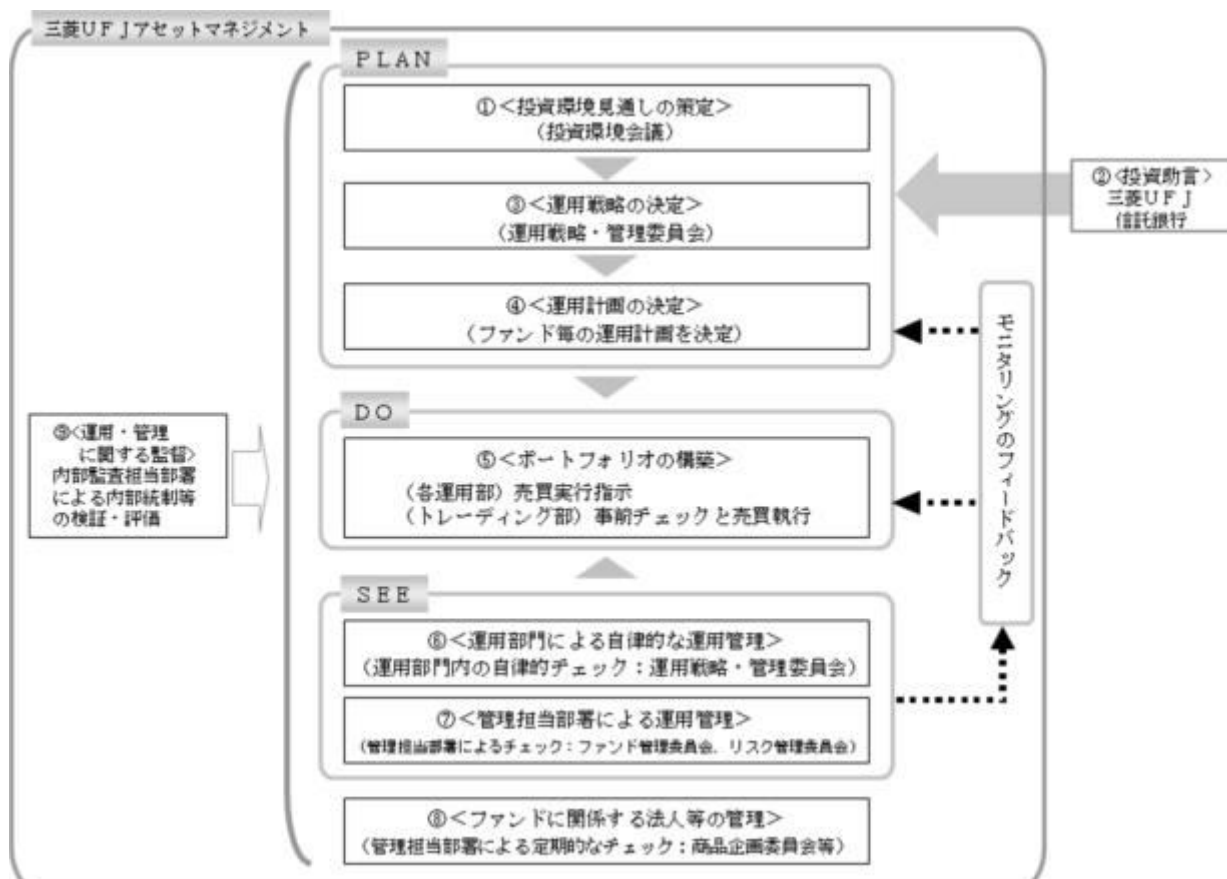 三菱UFJアセットマネジメント
PLAN
①<投資環境見通しの策定>
(投資環境会議)
②<投資助言>
三菱UFJ
信託銀行
③<運用戦略の決定>
(運用戦略・管理委員会)
④<運用計画の決定>
(ファンド毎の運用計画を決定)
モニタリングのフィードバック
DO
⑤<ポートフォリオの構築>
(各運用部)売買実行指示
(トレーディング部)事前チェックと売買執行
⑨<運用・管理
に関する監督>
内部監査担当部署
による内部統制等
の検証・評価
SEE
⑥<運用部門による自律的な運用管理>
(運用部門内の自律的チェック:運用戦略・管理委員会)
⑦<管理担当部署による運用管理>
(管理担当部署によるチェック:ファンド管理委員会、リスク管理委員会)
⑧<ファンドに関係する法人等の管理>
(管理担当部署による定期的なチェック:商品企画委員会等)